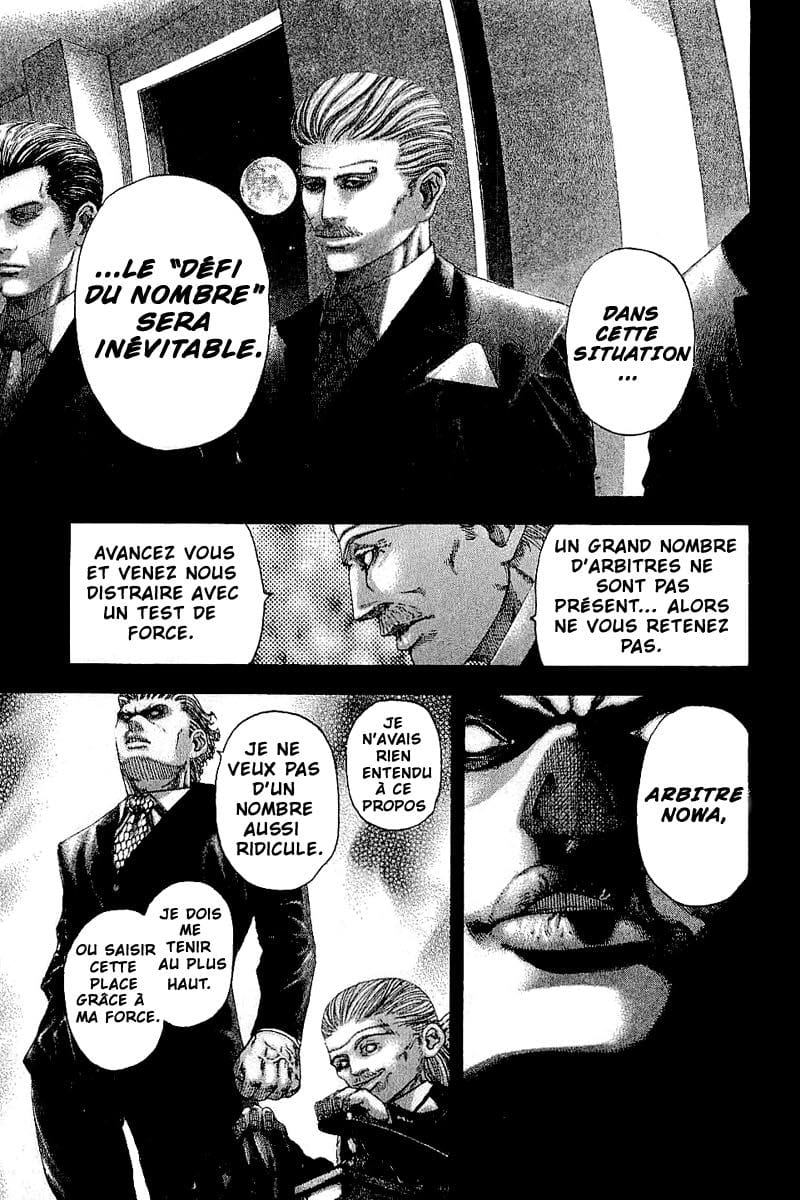 DANS
CETTE
SITUATION
...
...LE "DÉFI
DU NOMBRE"
SERA
INÉVITABLE.
UN GRAND NOMBRE
D'ARBITRES NE
SONT PAS
PRÉSENT... ALORS
NE VOUS RETENEZ
PAS.
AVANCEZ VOUS
ET VENEZ NOUS
DISTRAIRE AVEC
UN TEST DE
FORCE.
ARBITRE
NOWA,
JE
N'AVAIS
RIEN
ENTENDU
À CE
PROPOS
JE NE
VEUX PAS
D'UN
NOMBRE
AUSSI
RIDICULE.
JE DOIS
ME
TENIR
AU PLUS
HAUT.
OU SAISIR
CETTE
PLACE
GRÂCE À
MA FORCE.